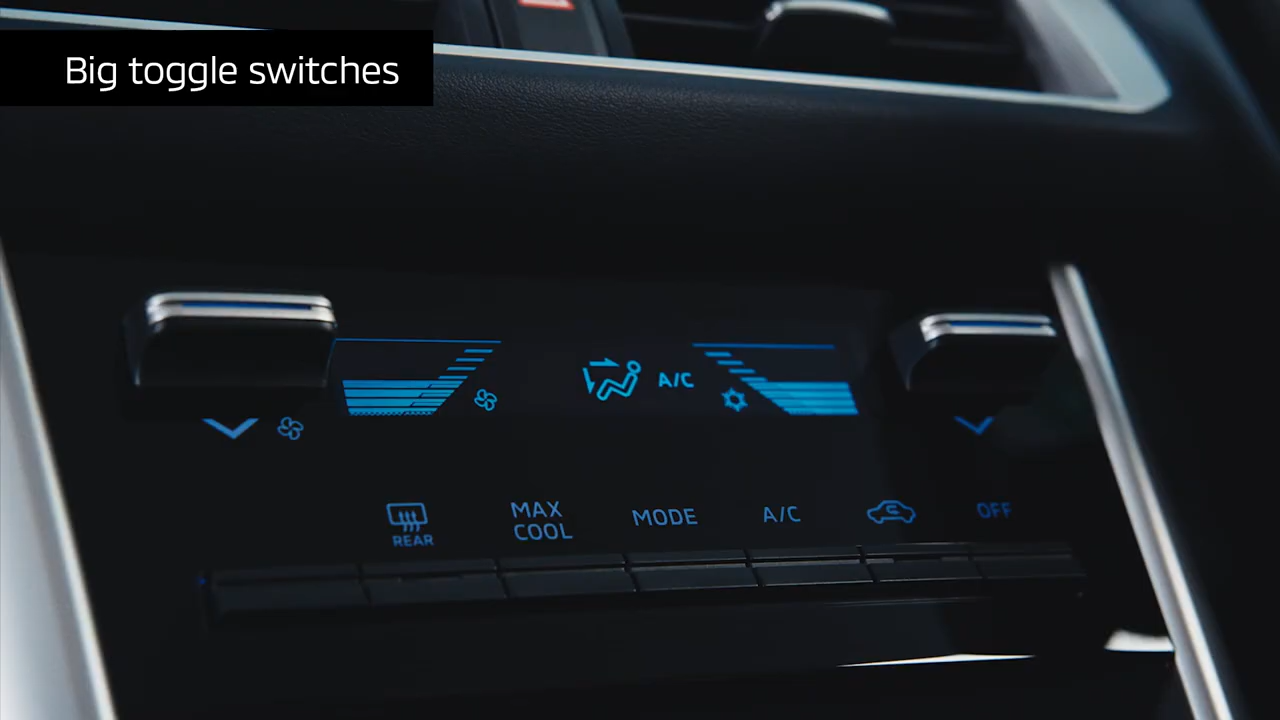 Big toggle switches
A/C
REAR
MAX
COOL
MODE
A/C
OFF